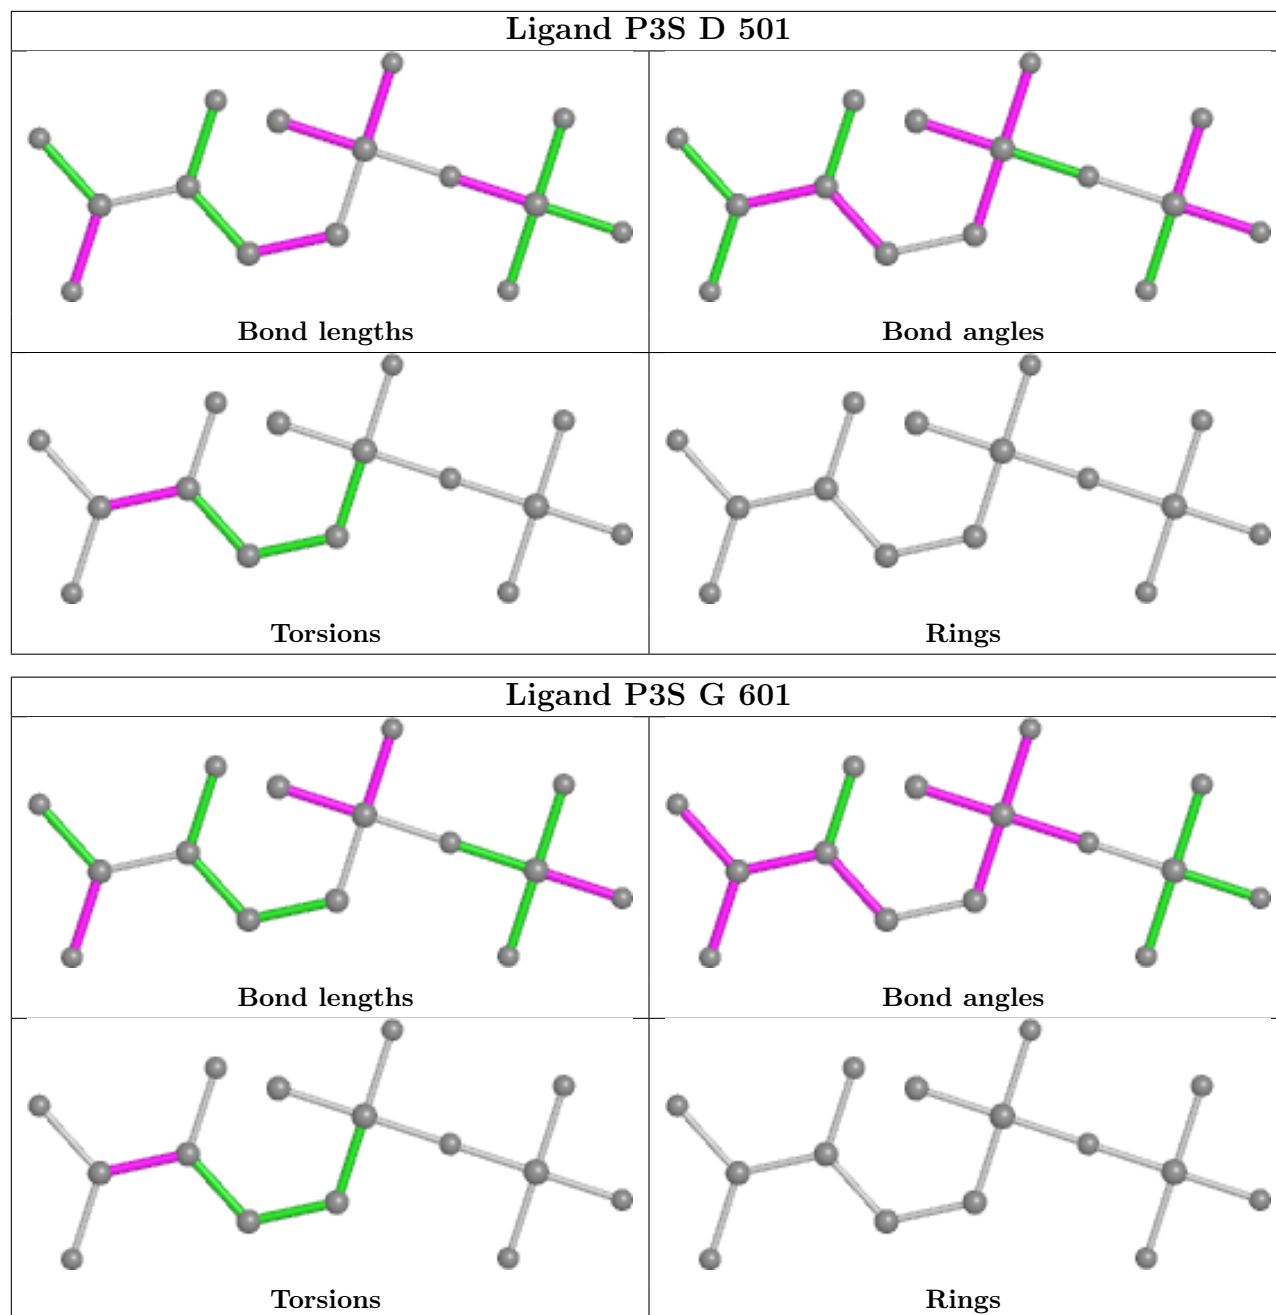 Ligand P3S D 501
Bond lengths
Bond angles
Torsions
Rings
Ligand P3S G 601
Bond lengths
Bond angles
Torsions
Rings